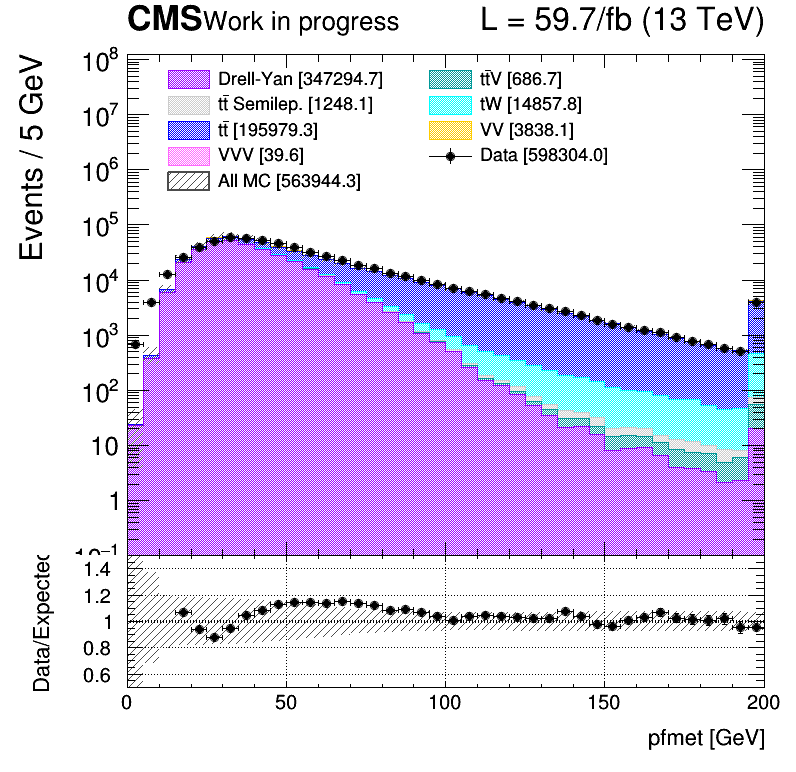 CMS Work in progress L = 59.7/fb (13 TeV)
Events / 5 GeV
Drell-Yan [347294.7]
tt̄ Semilep. [1248.1]
tt̄ [195979.3]
VVV [39.6]
All MC [563944.3]
tt̄V [686.7]
tW [14857.8]
VV [3838.1]
Data [598304.0]
10⁸
10⁷
10⁶
10⁵
10⁴
10³
10²
10
1
10⁻¹
Data/Expected
1.4
1.2
1
0.8
0.6
0 50 100 150 200
pfmet [GeV]